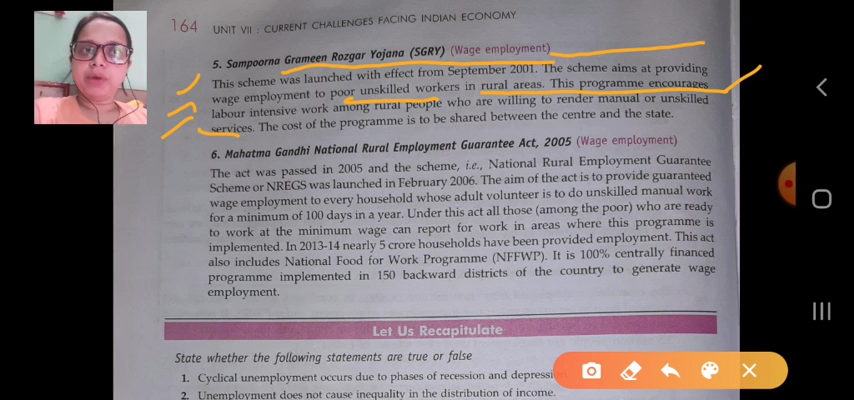 164 UNIT VII : CURRENT CHALLENGES FACING INDIAN ECONOMY
5. Sampoorna Grameen Rozgar Yojana (SGRY) (Wage employment)
This scheme was launched with effect from September 2001. The scheme aims at providing
wage employment to poor unskilled workers in rural areas. This programme encourages
labour intensive work among rural people who are willing to render manual or unskilled
services. The cost of the programme is to be shared between the centre and the state.
6. Mahatma Gandhi National Rural Employment Guarantee Act, 2005 (Wage employment)
The act was passed in 2005 and the scheme, i.e., National Rural Employment Guarantee
Scheme or NREGS was launched in February 2006. The aim of the act is to provide guaranteed
wage employment to every household whose adult volunteer is to do unskilled manual work
for a minimum of 100 days in a year. Under this act all those (among the poor) who are ready
to work at the minimum wage can report for work in areas where this programme is
implemented. In 2013-14 nearly 5 crore households have been provided employment. This act
also includes National Food for Work Programme (NFFWP). It is 100% centrally financed
programme implemented in 150 backward districts of the country to generate wage
employment.
Let Us Recapitulate
State whether the following statements are true or false
1. Cyclical unemployment occurs due to phases of recession and
2. Unemployment does not cause inequality in the distribution of income.